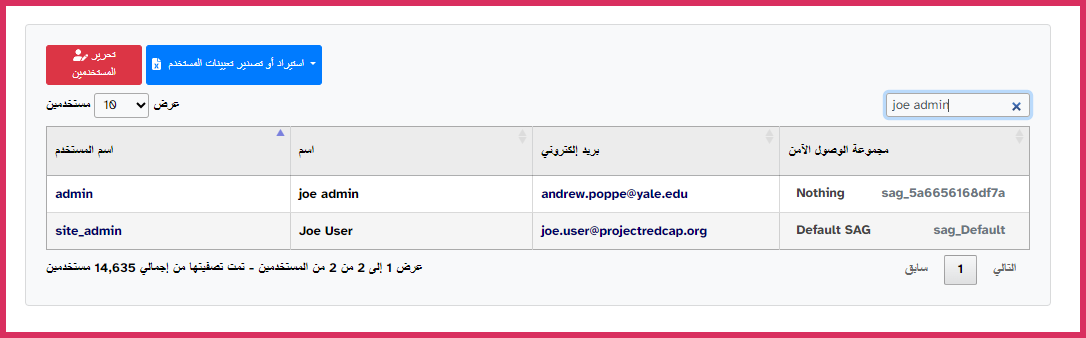 تحرير المستخدمين
استيراد أو تصدير تعيينات المستخدم
عرض 10 مستخدمين
joe admin
اسم المستخدم اسم بريد إلكتروني مجموعة الوصول الآمن
admin joe admin andrew.poppe@yale.edu Nothing sag_5a6656168df7a
site_admin Joe User joe.user@projectredcap.org Default SAG sag_Default
عرض 1 إلى 2 من 2 من المستخدمين - تمت تصفيتها من إجمالي 14,635 مستخدمين
سابق 1 التالي